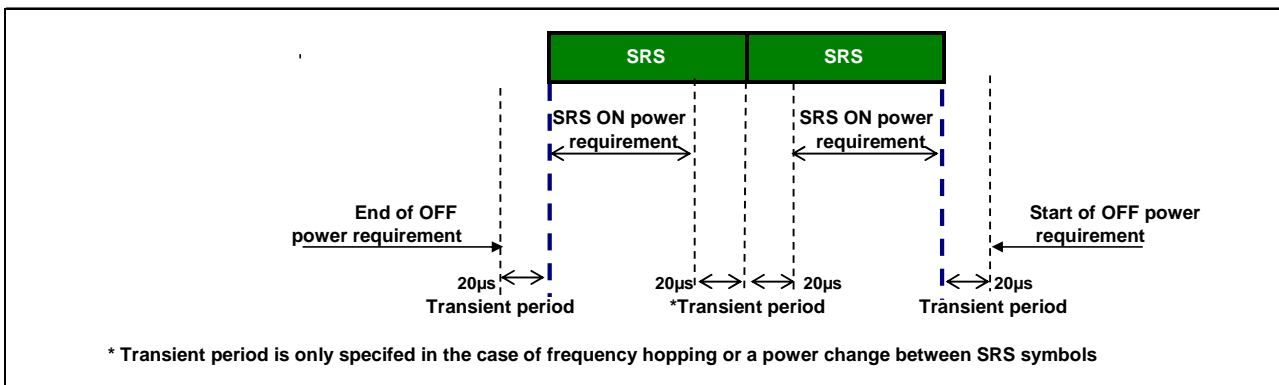 SRS SRS
SRS ON power requirement
SRS ON power requirement
End of OFF power requirement
Start of OFF power requirement
20µs
Transient period
20µs 20µs
*Transient period
20µs
Transient period
* Transient period is only specifed in the case of frequency hopping or a power change between SRS symbols